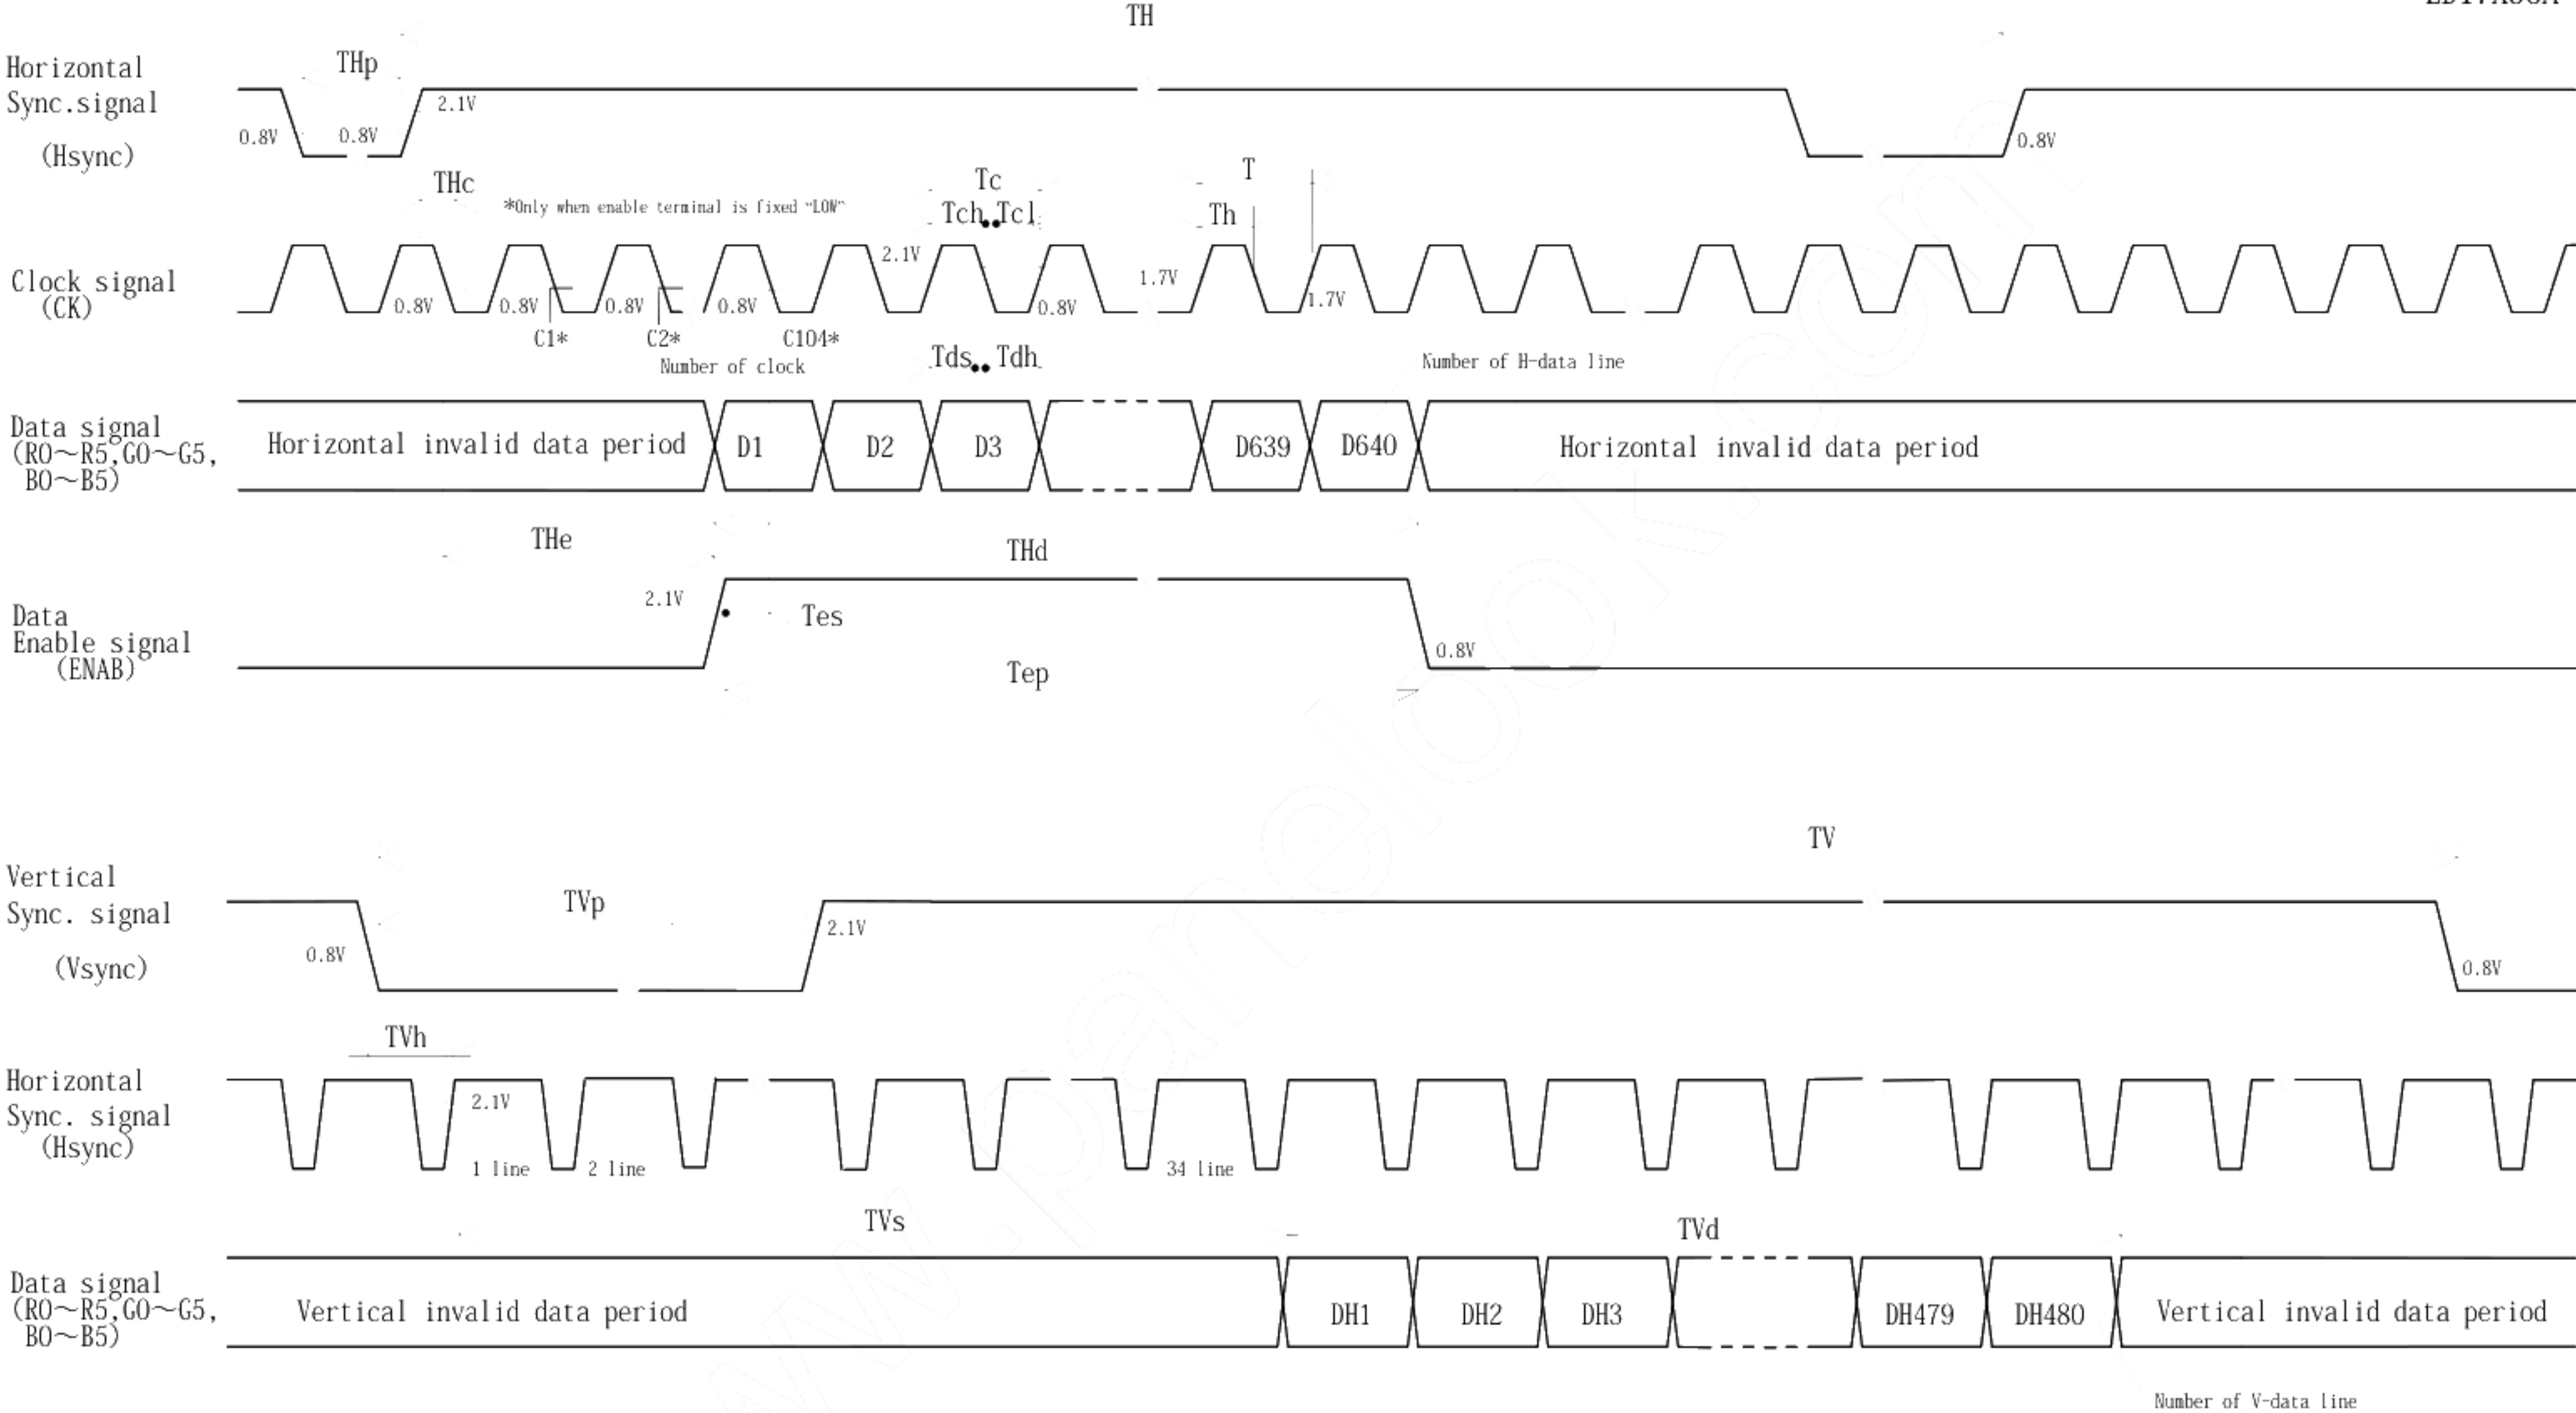 TH
Horizontal
THp
Sync.signal
2.1V
0.8V
0.8V
0.8V
(Hsync)
THc
*Only when enable terminal is fixed "LOW"
Tc
T
Tch Tcl
Th
Clock signal
(CK)
2.1V
1.7V
0.8V
0.8V
0.8V
0.8V
0.8V
1.7V
C1*
C2*
C104*
Number of clock
Tds Tdh
Number of H-data line
Data signal
(R0～R5,G0～G5,
B0～B5)
Horizontal invalid data period
D1
D2
D3
D639
D640
Horizontal invalid data period
THe
THd
2.1V
Tes
Data
Enable signal
(ENAB)
0.8V
Tep
TV
Vertical
Sync. signal
TVp
2.1V
0.8V
(Vsync)
0.8V
TVh
Horizontal
Sync. signal
(Hsync)
2.1V
1 line
2 line
34 line
TVs
TVd
Data signal
(R0～R5,G0～G5,
B0～B5)
Vertical invalid data period
DH1
DH2
DH3
DH479
DH480
Vertical invalid data period
Number of V-data line
www.panelook.com